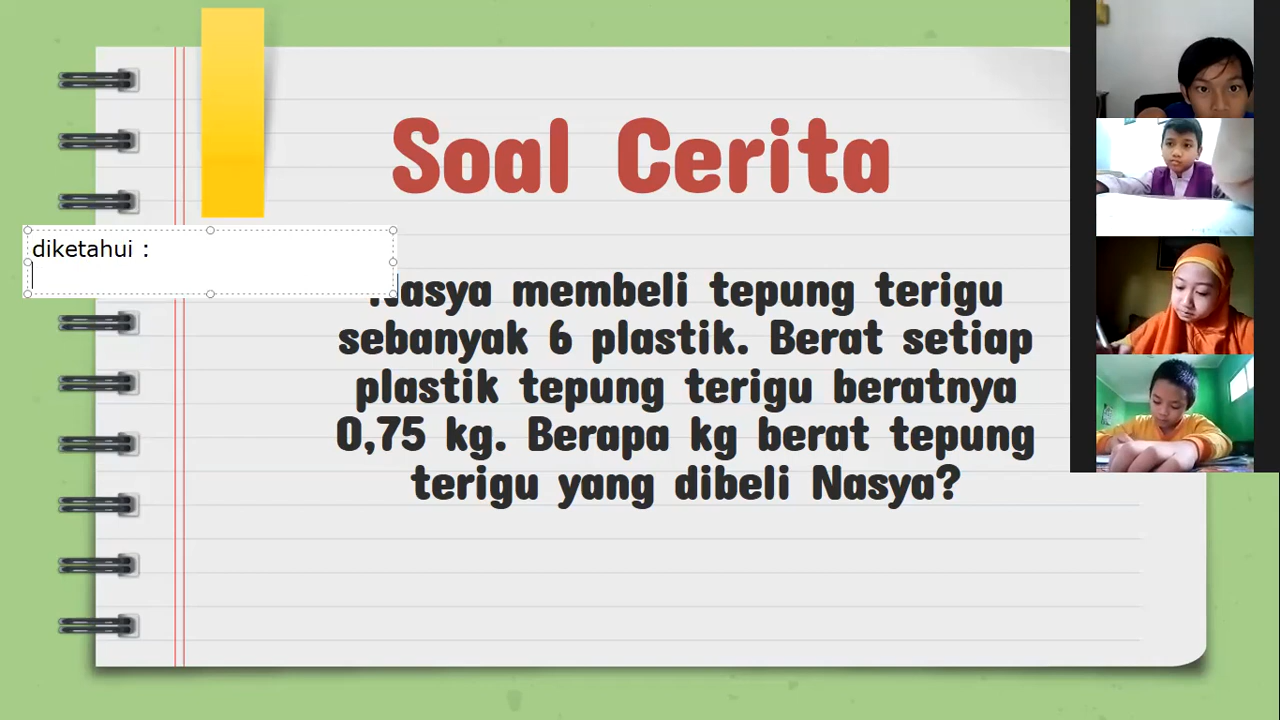 Soal Cerita
diketahui :
Nasya membeli tepung terigu
sebanyak 6 plastik. Berat setiap
plastik tepung terigu beratnya
0,75 kg. Berapa kg berat tepung
terigu yang dibeli Nasya?